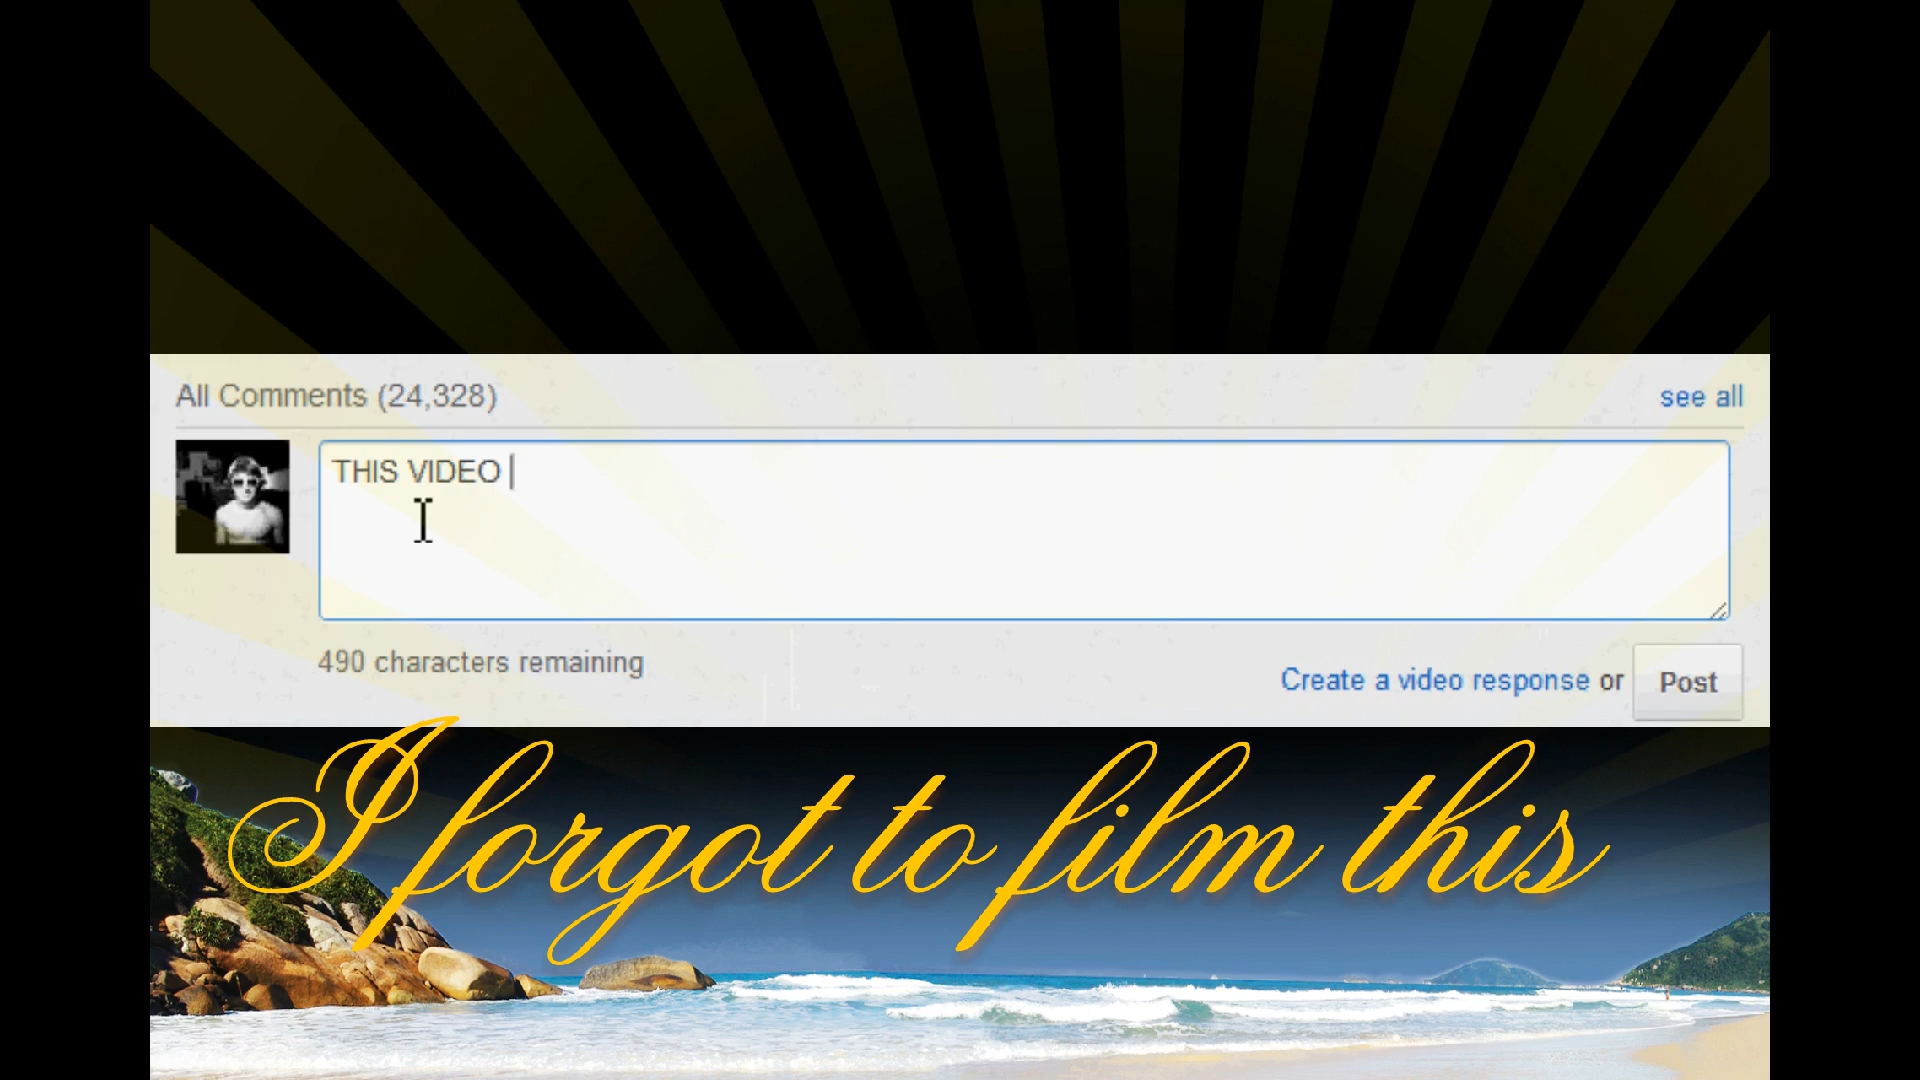 All Comments (24,328)
see all
THIS VIDEO
490 characters remaining
Create a video response or
Post
I forgot to film this